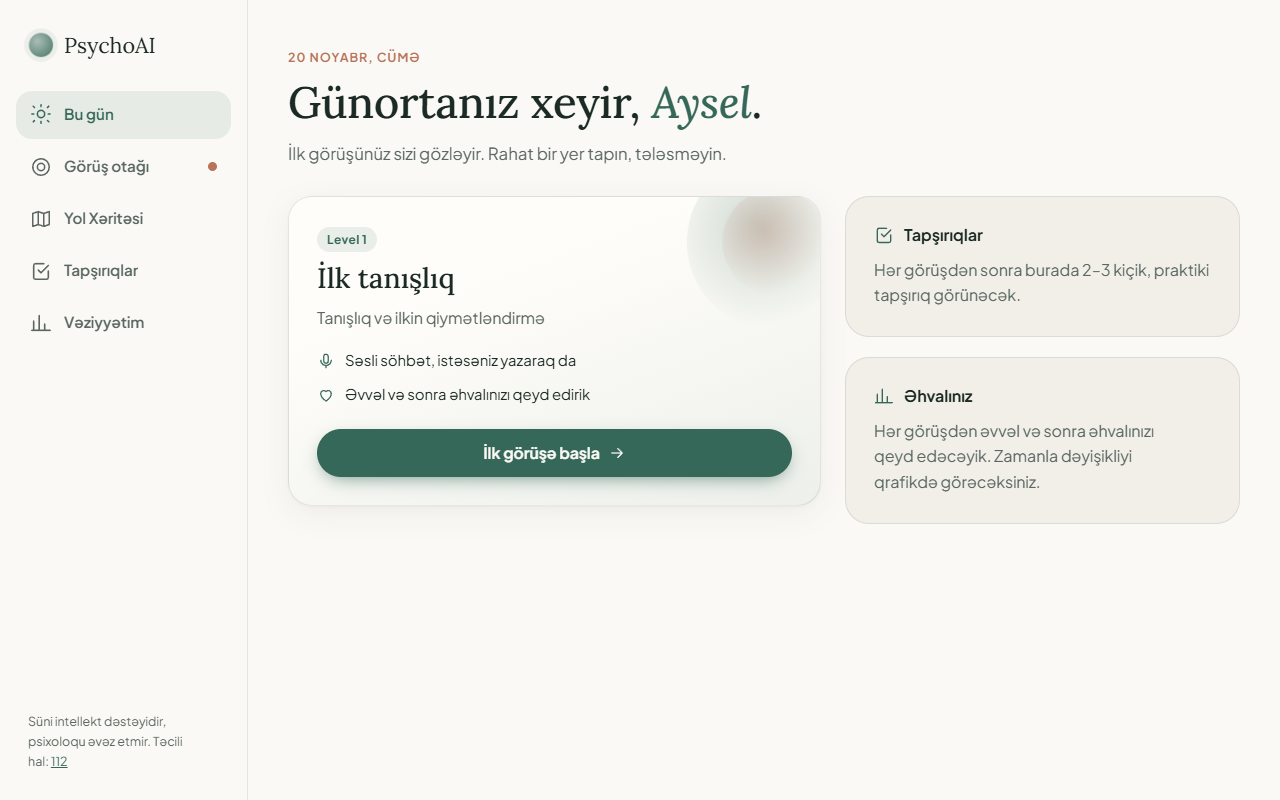 PsychoAI
Bu gün
Görüş otağı
Yol Xəritəsi
Tapşırıqlar
Vəziyyətim
Süni intellekt dəstəyidir,
psixoloqu əvəz etmir. Təcili
hal: 112
20 NOYABR, CÜMƏ
Günortanız xeyir, Aysel.
İlk görüşünüz sizi gözləyir. Rahat bir yer tapın, tələsməyin.
Level 1
İlk tanışlıq
Tanışlıq və ilkin qiymətləndirmə
Səsli söhbət, istəsəniz yazaraq da
Əvvəl və sonra əhvalınızı qeyd edirik
İlk görüşə başla →
Tapşırıqlar
Hər görüşdən sonra burada 2–3 kiçik, praktiki
tapşırıq görünəcək.
Əhvalınız
Hər görüşdən əvvəl və sonra əhvalınızı
qeyd edəcəyik. Zamanla dəyişikliyi
qrafikdə görəcəksiniz.